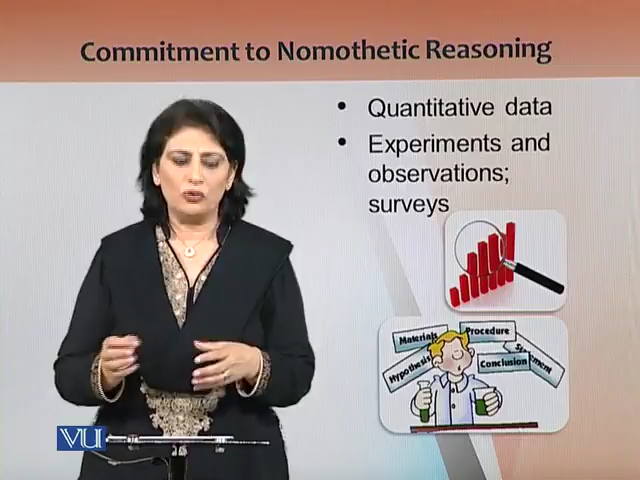 Commitment to Nomothetic Reasoning
• Quantitative data
• Experiments and
observations;
surveys
Materials
Procedure
Hypothesis
Conclusion
VU